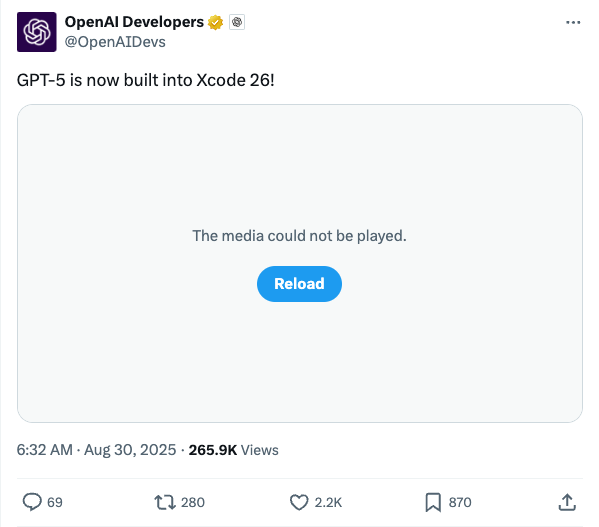 OpenAI Developers
@OpenAIDevs
GPT-5 is now built into Xcode 26!
The media could not be played.
Reload
6:32 AM · Aug 30, 2025 · 265.9K Views
69 280 2.2K 870